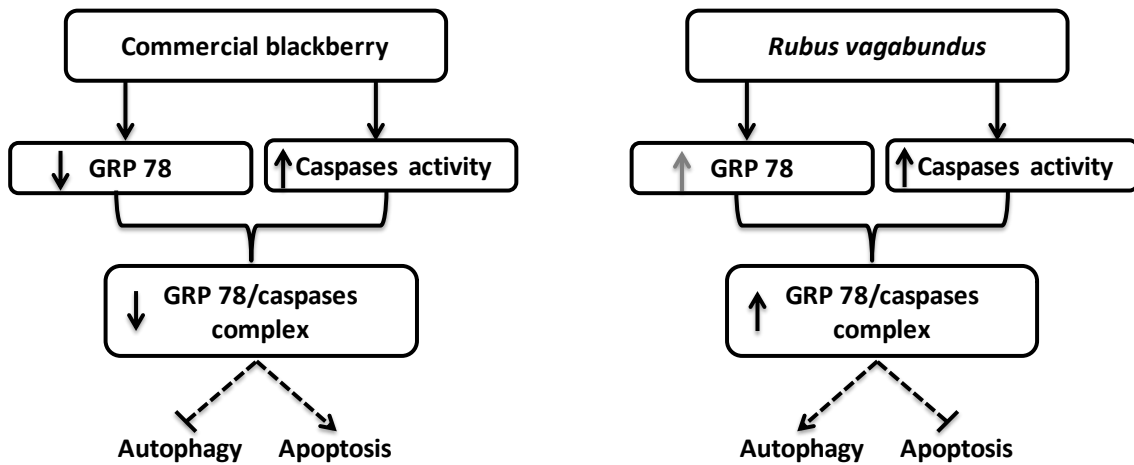 Commercial blackberry
GRP 78
Caspases activity
GRP 78/caspases
complex
Autophagy
Apoptosis
Rubus vagabundus
GRP 78
Caspases activity
GRP 78/caspases
complex
Autophagy
Apoptosis